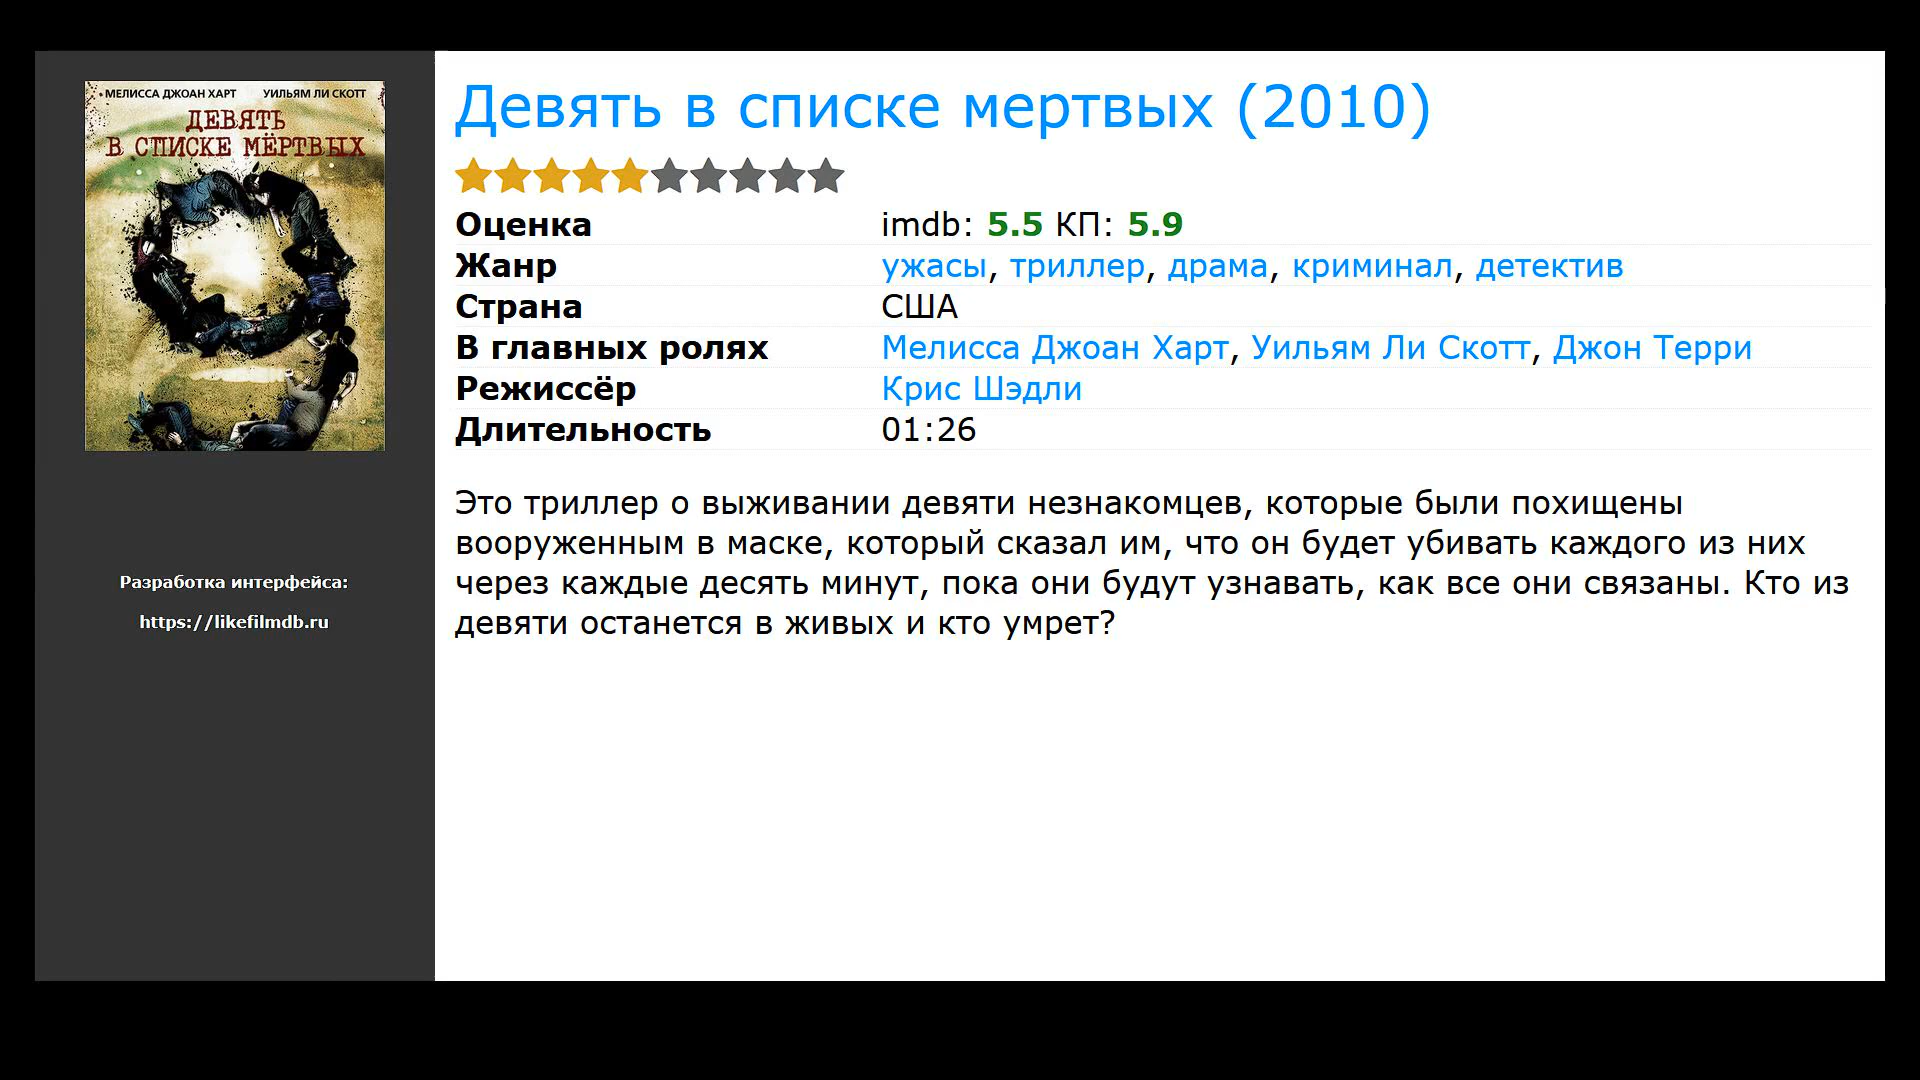 МЕЛИССА ДЖОАН ХАРТ УИЛЬЯМ ЛИ СКОТТ
ДЕВЯТЬ
В СПИСКЕ МЁРТВЫХ
Разработка интерфейса:
https://likefilmdb.ru
Девять в списке мертвых (2010)
Оценка imdb: 5.5 КП: 5.9
Жанр ужасы, триллер, драма, криминал, детектив
Страна США
В главных ролях Мелисса Джоан Харт, Уильям Ли Скотт, Джон Терри
Режиссёр Крис Шэдли
Длительность 01:26
Это триллер о выживании девяти незнакомцев, которые были похищены
вооруженным в маске, который сказал им, что он будет убивать каждого из них
через каждые десять минут, пока они будут узнавать, как все они связаны. Кто из
девяти останется в живых и кто умрет?